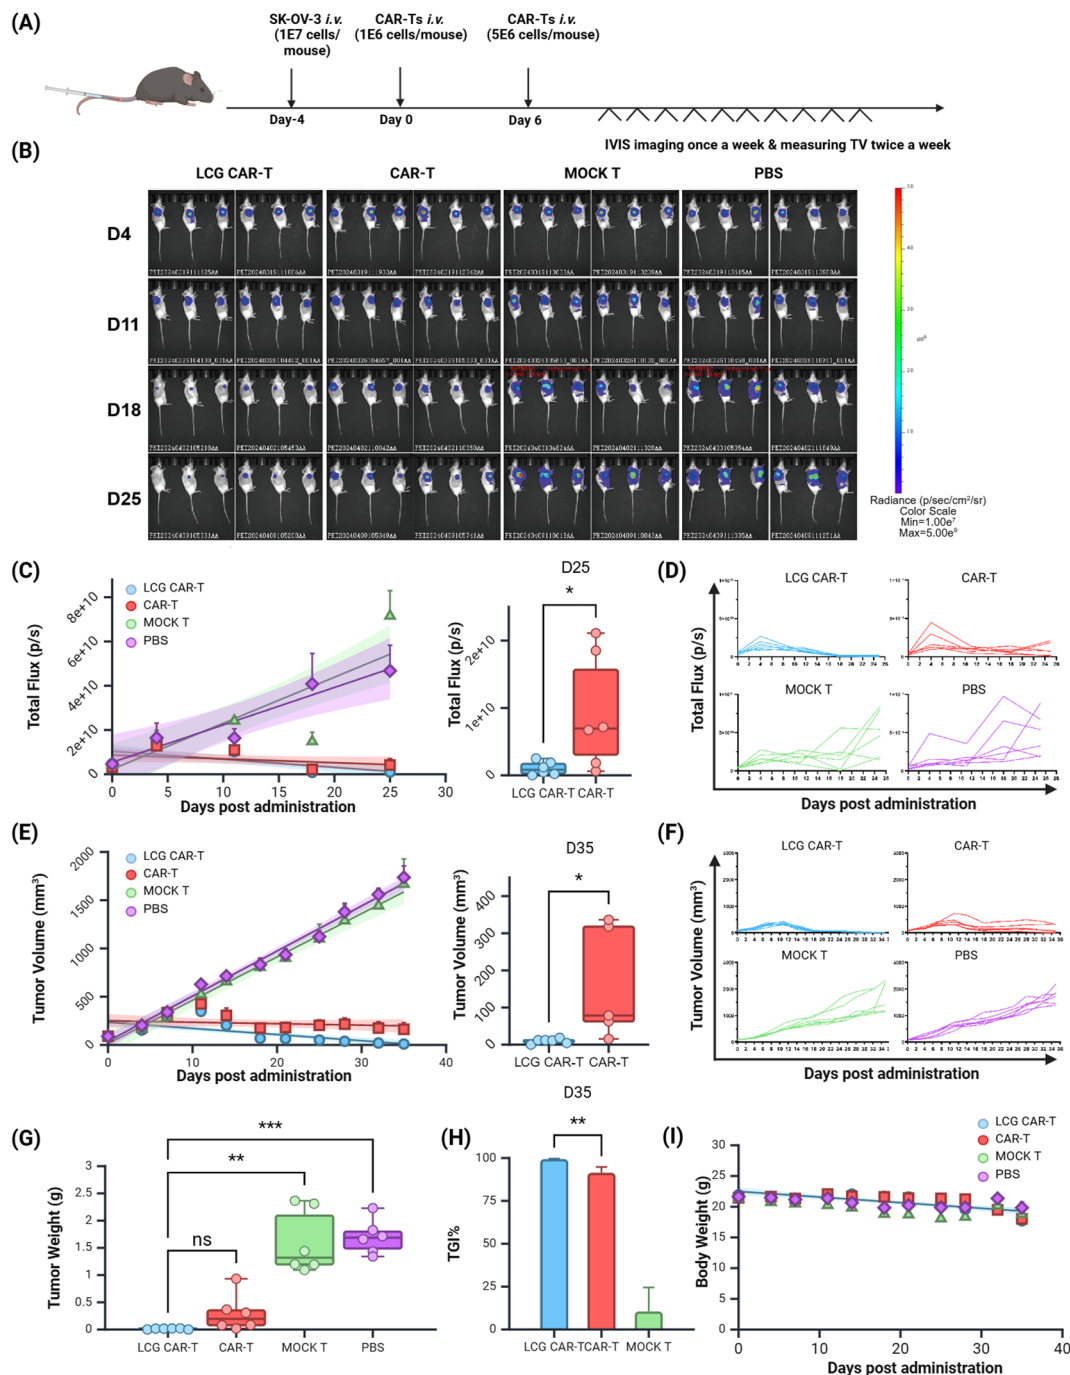 (A)
SK-OV-3 i.v.
(1E7 cells/
mouse)
CAR-Ts i.v.
(1E6 cells/mouse)
CAR-Ts i.v.
(5E6 cells/mouse)
Day-4
Day 0
Day 6
IVIS imaging once a week & measuring TV twice a week
(B)
LCG CAR-T
CAR-T
MOCK T
PBS
D4
D11
D18
D25
Radiance (p/sec/cm²/sr)
Color Scale
Min=1.00e⁷
Max=5.00e⁹
(C)
Total Flux (p/s)
8e+10
6e+10
4e+10
2e+10
0
LCG CAR-T
CAR-T
MOCK T
PBS
0 5 10 15 20 25 30
Days post administration
D25
*
Total Flux (p/s)
2e+10
1e+10
0
LCG CAR-T CAR-T
(D)
Total Flux (p/s)
LCG CAR-T
CAR-T
MOCK T
PBS
Days post administration
(E)
Tumor Volume (mm³)
2000
1500
1000
500
0
LCG CAR-T
CAR-T
MOCK T
PBS
0 10 20 30 40
Days post administration
D35
*
Tumor Volume (mm³)
400
300
200
100
0
LCG CAR-T CAR-T
(F)
Tumor Volume (mm³)
LCG CAR-T
CAR-T
MOCK T
PBS
Days post administration
(G)
***
**
ns
Tumor Weight (g)
3
2.5
2
1.5
1
0.5
0
LCG CAR-T CAR-T MOCK T PBS
(H)
D35
**
TGI%
100
75
50
25
0
LCG CAR-T CAR-T MOCK T
(I)
LCG CAR-T
CAR-T
MOCK T
PBS
Body Weight (g)
30
25
20
15
10
5
0
0 10 20 30 40
Days post administration